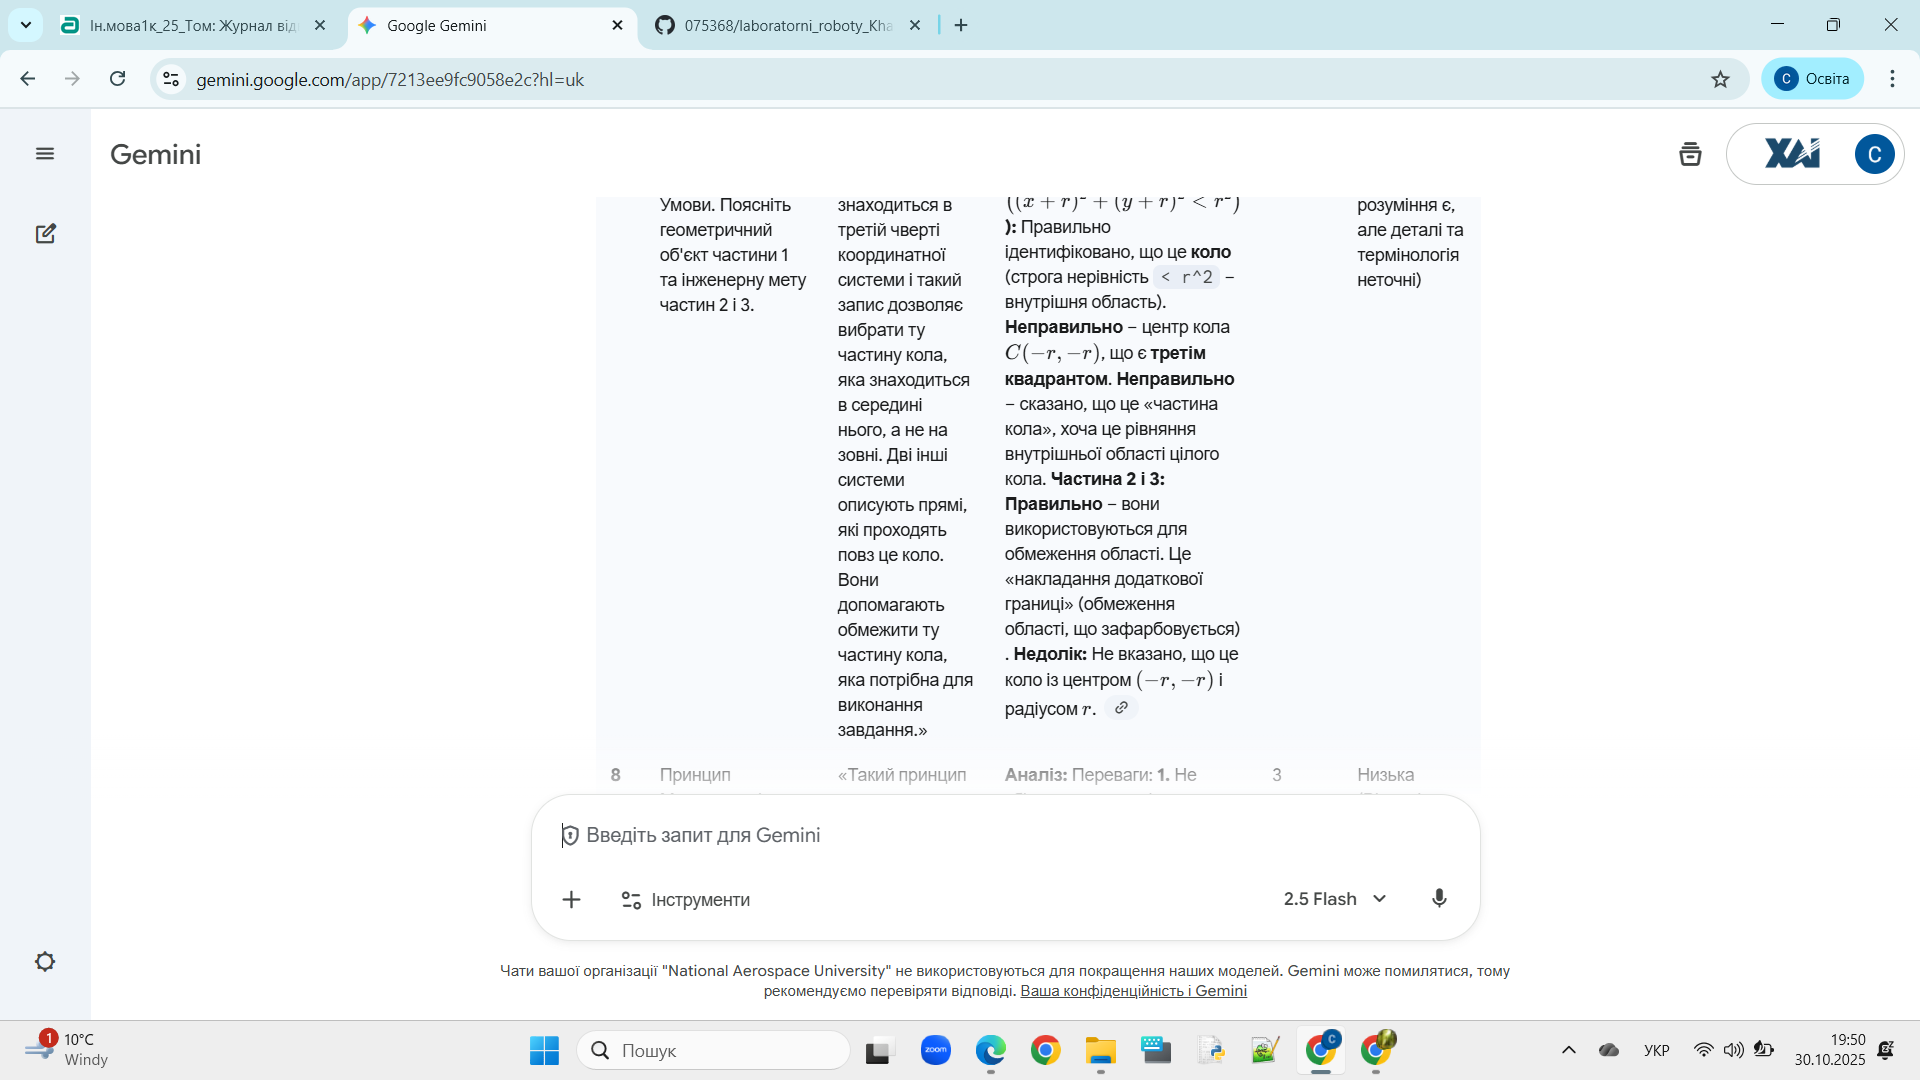 Ін.мова1к_25_Том: Журнал від
Google Gemini
075368/laboratorni_roboty_Kha
gemini.google.com/app/7213ee9fc9058e2c?hl=uk
C
Освіта
Gemini
XAI
C
Умови. Поясніть
геометричний
об'єкт частини 1
та інженерну мету
частин 2 і 3.
знаходиться в
третій чверті
координатної
системи і такий
запис дозволяє
вибрати ту
частину кола,
яка знаходиться
в середині
нього, а не на
зовні. Дві інші
системи
описують прямі,
які проходять
повз це коло.
Вони
допомагають
обмежити ту
частину кола,
яка потрібна для
виконання
завдання.»
((x + r)² + (y + r)² < r²)
): Правильно
ідентифіковано, що це коло
(строга нерівність < r^2 –
внутрішня область).
Неправильно – центр кола
C(−r, −r), що є третім
квадрантом. Неправильно
– сказано, що це «частина
кола», хоча це рівняння
внутрішньої області цілого
кола. Частина 2 і 3:
Правильно – вони
використовуються для
обмеження області. Це
«накладання додаткової
границі» (обмеження
області, що зафарбовується)
. Недолік: Не вказано, що це
коло із центром (−r, −r) і
радіусом r.
розуміння є,
але деталі та
термінологія
неточні)
8
Принцип
«Такий принцип
Аналіз: Переваги: 1. Не
3
Низька
Введіть запит для Gemini
Інструменти
2.5 Flash
Чати вашої організації "National Aerospace University" не використовуються для покращення наших моделей. Gemini може помилятися, тому
рекомендуємо перевіряти відповіді. Ваша конфіденційність і Gemini
1
10°C
Windy
Пошук
zoom
C
УКР
19:50
30.10.2025